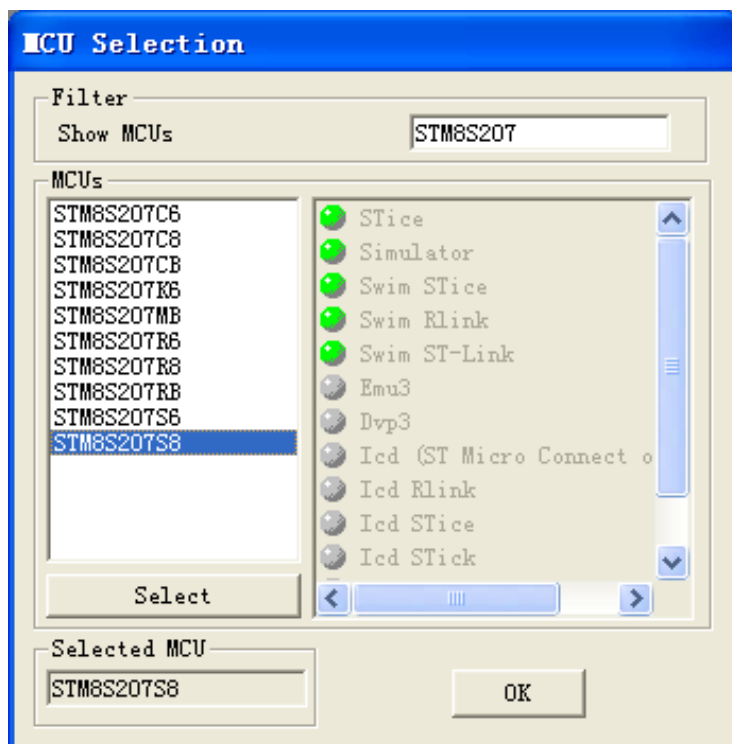 MCU Selection
Filter
Show MCUs
STM8S207
MCUs
STM8S207C6
STM8S207C8
STM8S207CB
STM8S207K6
STM8S207MB
STM8S207R6
STM8S207R8
STM8S207RB
STM8S207S6
STM8S207S8
STice
Simulator
Swim STice
Swim Rlink
Swim ST-Link
Emu3
Dvp3
Icd (ST Micro Connect o
Icd Rlink
Icd STice
Icd STick
Select
Selected MCU
STM8S207S8
OK